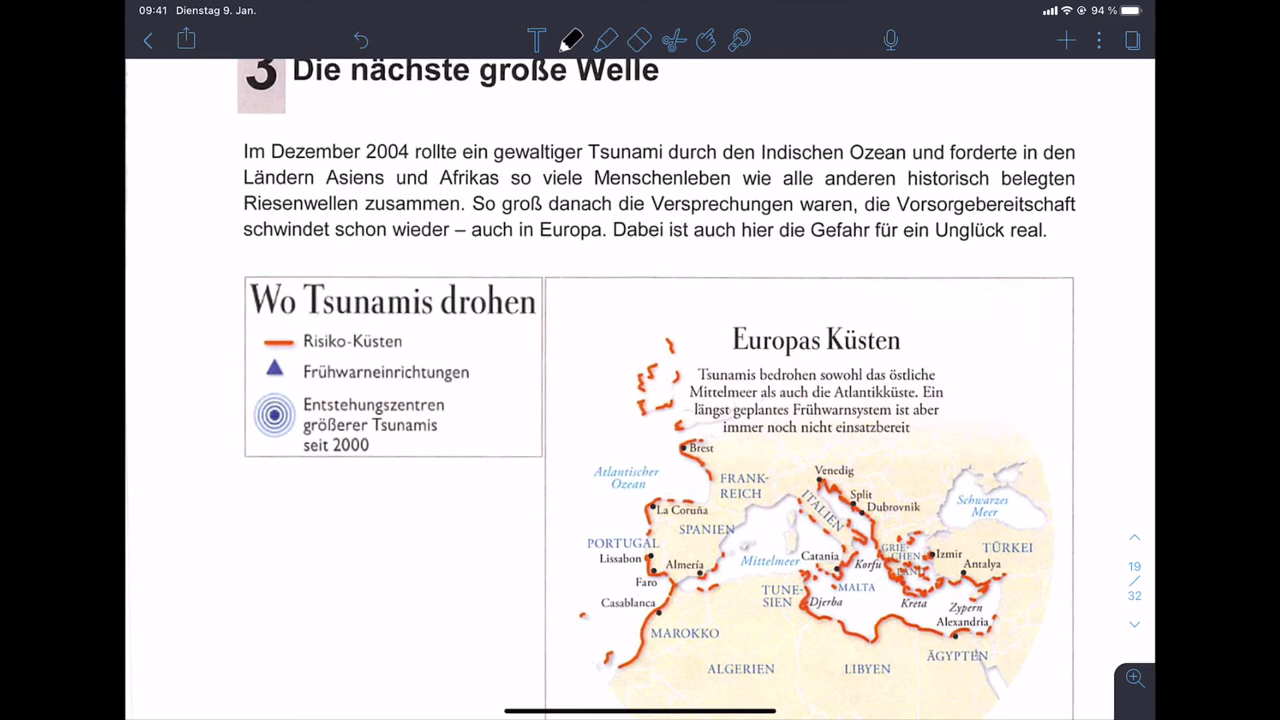 09:41 Dienstag 9. Jan.
94 %
3 Die nächste große Welle
Im Dezember 2004 rollte ein gewaltiger Tsunami durch den Indischen Ozean und forderte in den
Ländern Asiens und Afrikas so viele Menschenleben wie alle anderen historisch belegten
Riesenwellen zusammen. So groß danach die Versprechungen waren, die Vorsorgebereitschaft
schwindet schon wieder – auch in Europa. Dabei ist auch hier die Gefahr für ein Unglück real.
Wo Tsunamis drohen
Risiko-Küsten
Frühwarneinrichtungen
Entstehungszentren
größerer Tsunamis
seit 2000
Europas Küsten
Tsunamis bedrohen sowohl das östliche
Mittelmeer als auch die Atlantikküste. Ein
längst geplantes Frühwarnsystem ist aber
immer noch nicht einsatzbereit
Brest
Atlantischer
Ozean
FRANK-
REICH
Venedig
ITALIEN
Split
Dubrovnik
Schwarzes
Meer
La Coruña
SPANIEN
PORTUGAL
Lissabon
Almería
Faro
Mittelmeer
Catania
Korfu
GRIE-
CHEN-
LAND
Izmir
TÜRKEI
Antalya
Casablanca
TUNE-
SIEN
Djerba
MALTA
Kreta
Zypern
Alexandria
MAROKKO
ALGERIEN
LIBYEN
ÄGYPTEN
19
/
32